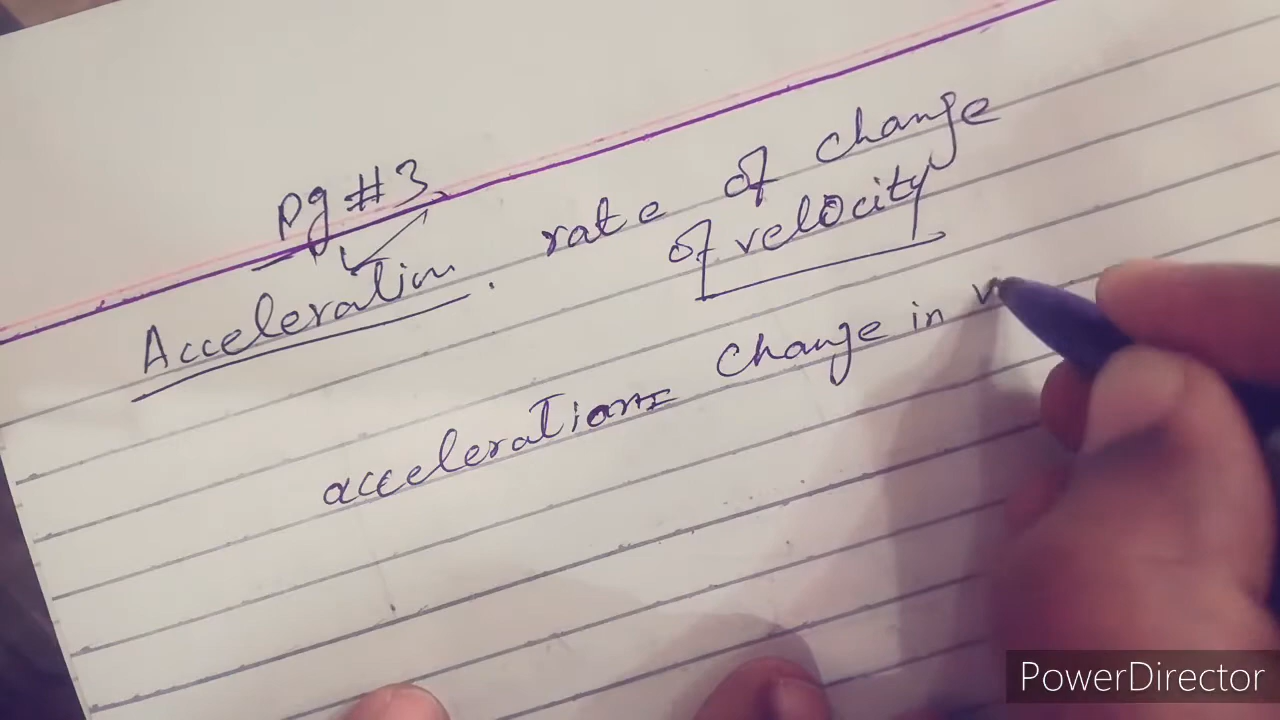 pg #3
Acceleration. rate of change
of velocity
acceleration= Change in v
PowerDirector